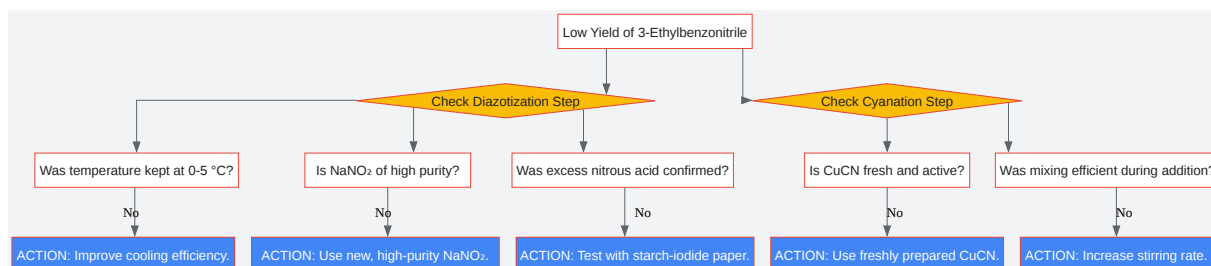 Low Yield of 3-Ethylbenzonitrile
Check Diazotization Step
Check Cyanation Step
Was temperature kept at 0-5 °C?
Is NaNO₂ of high purity?
Was excess nitrous acid confirmed?
Is CuCN fresh and active?
Was mixing efficient during addition?
No
No
No
No
No
ACTION: Improve cooling efficiency.
ACTION: Use new, high-purity NaNO₂.
ACTION: Test with starch-iodide paper.
ACTION: Use freshly prepared CuCN.
ACTION: Increase stirring rate.